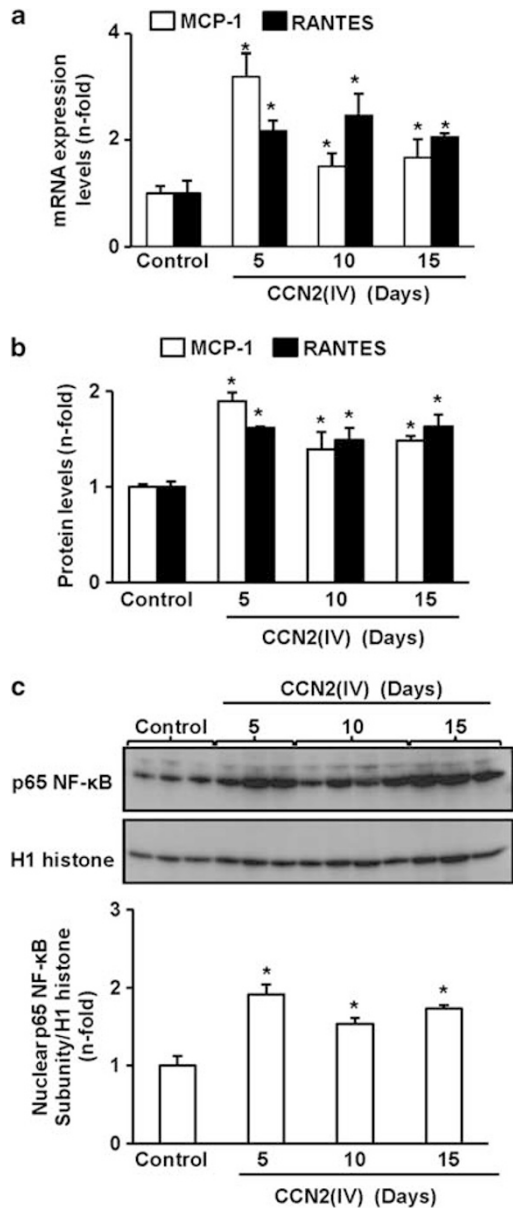 a
MCP-1 RANTES
mRNA expression
levels (n-fold)
4
2
0
* * * * * *
Control 5 10 15
CCN2(IV) (Days)
b
MCP-1 RANTES
Protein levels (n-fold)
2
1
0
* * * * * *
Control 5 10 15
CCN2(IV) (Days)
c
CCN2(IV) (Days)
Control 5 10 15
p65 NF-κB
H1 histone
Nuclear p65 NF-κB
Subunity/H1 histone
(n-fold)
3
2
1
0
* * *
Control 5 10 15
CCN2(IV) (Days)